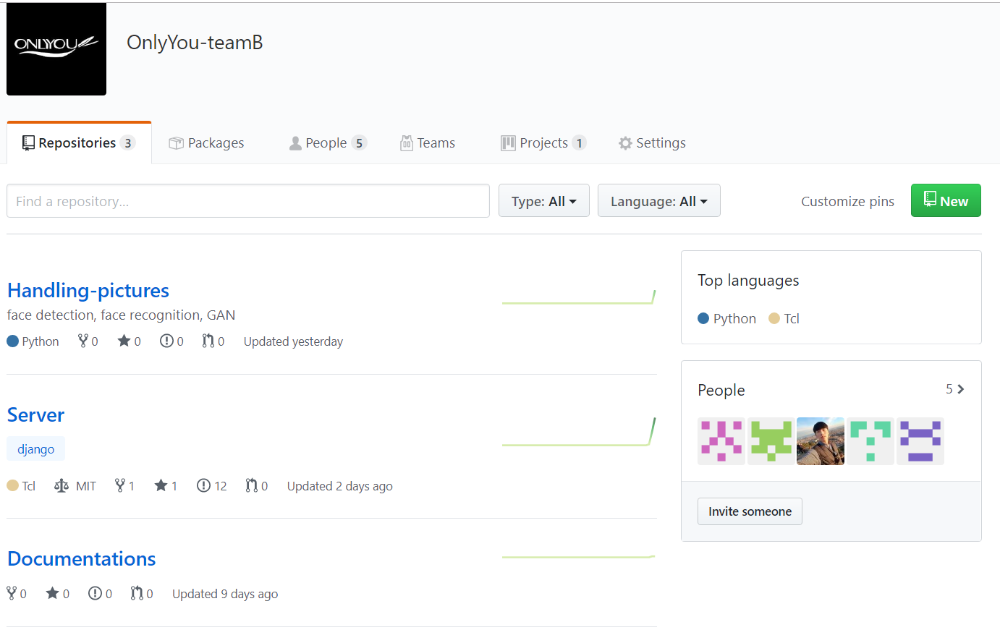 ONLYYOU
OnlyYou-teamB
Repositories 3
Packages
People 5
Teams
Projects 1
Settings
Find a repository...
Type: All
Language: All
Customize pins
New
Handling-pictures
face detection, face recognition, GAN
Python 0 0 0 0 Updated yesterday
Server
django
Tcl MIT 1 1 12 0 Updated 2 days ago
Documentations
0 0 0 0 Updated 9 days ago
Top languages
Python Tcl
People 5
Invite someone